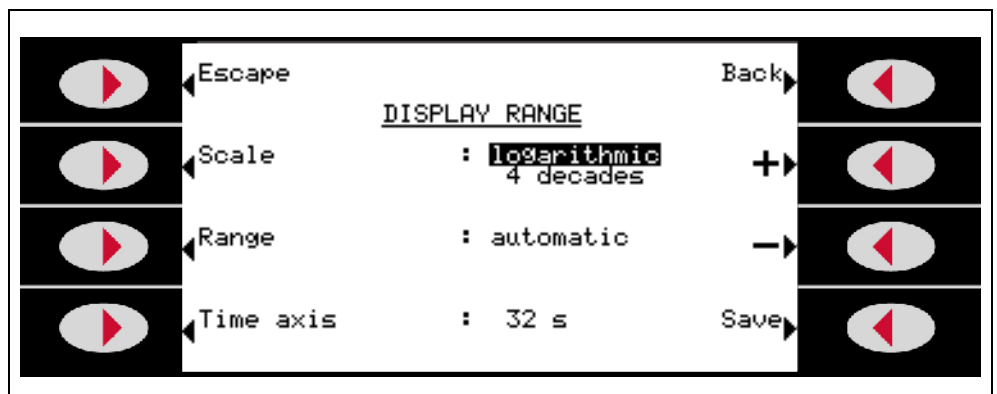 Escape Back
DISPLAY RANGE
Scale : logarithmic +
4 decades
Range : automatic −
Time axis : 32 s Save